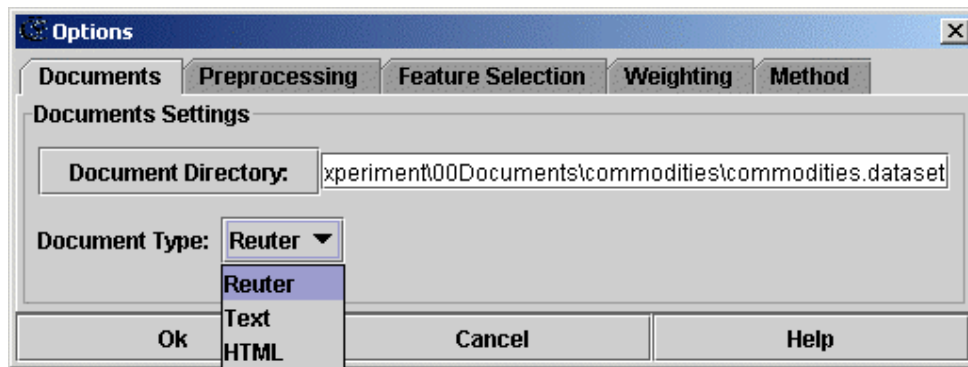 Options
Documents Preprocessing Feature Selection Weighting Method
Documents Settings
Document Directory: xperiment\00Documents\commodities\commodities.dataset
Document Type: Reuter
Reuter
Text
HTML
Ok Cancel Help